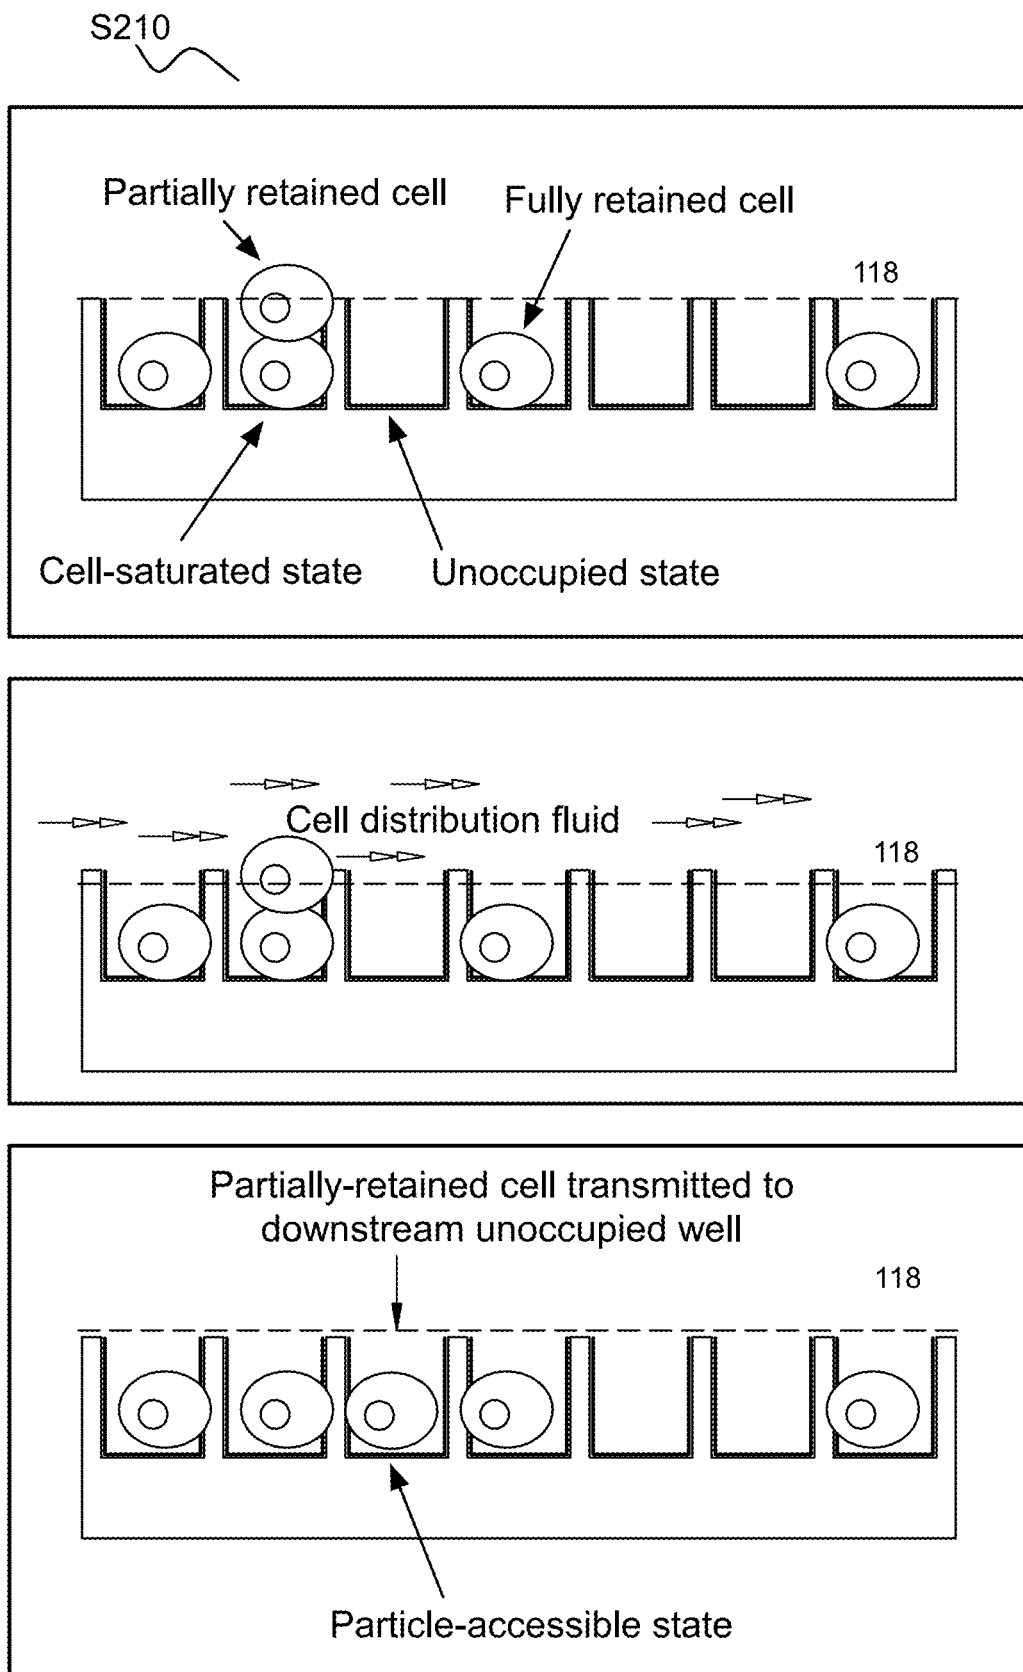 S210
Partially retained cell
Fully retained cell
118
Cell-saturated state
Unoccupied state
Cell distribution fluid
118
Partially-retained cell transmitted to
downstream unoccupied well
118
Particle-accessible state